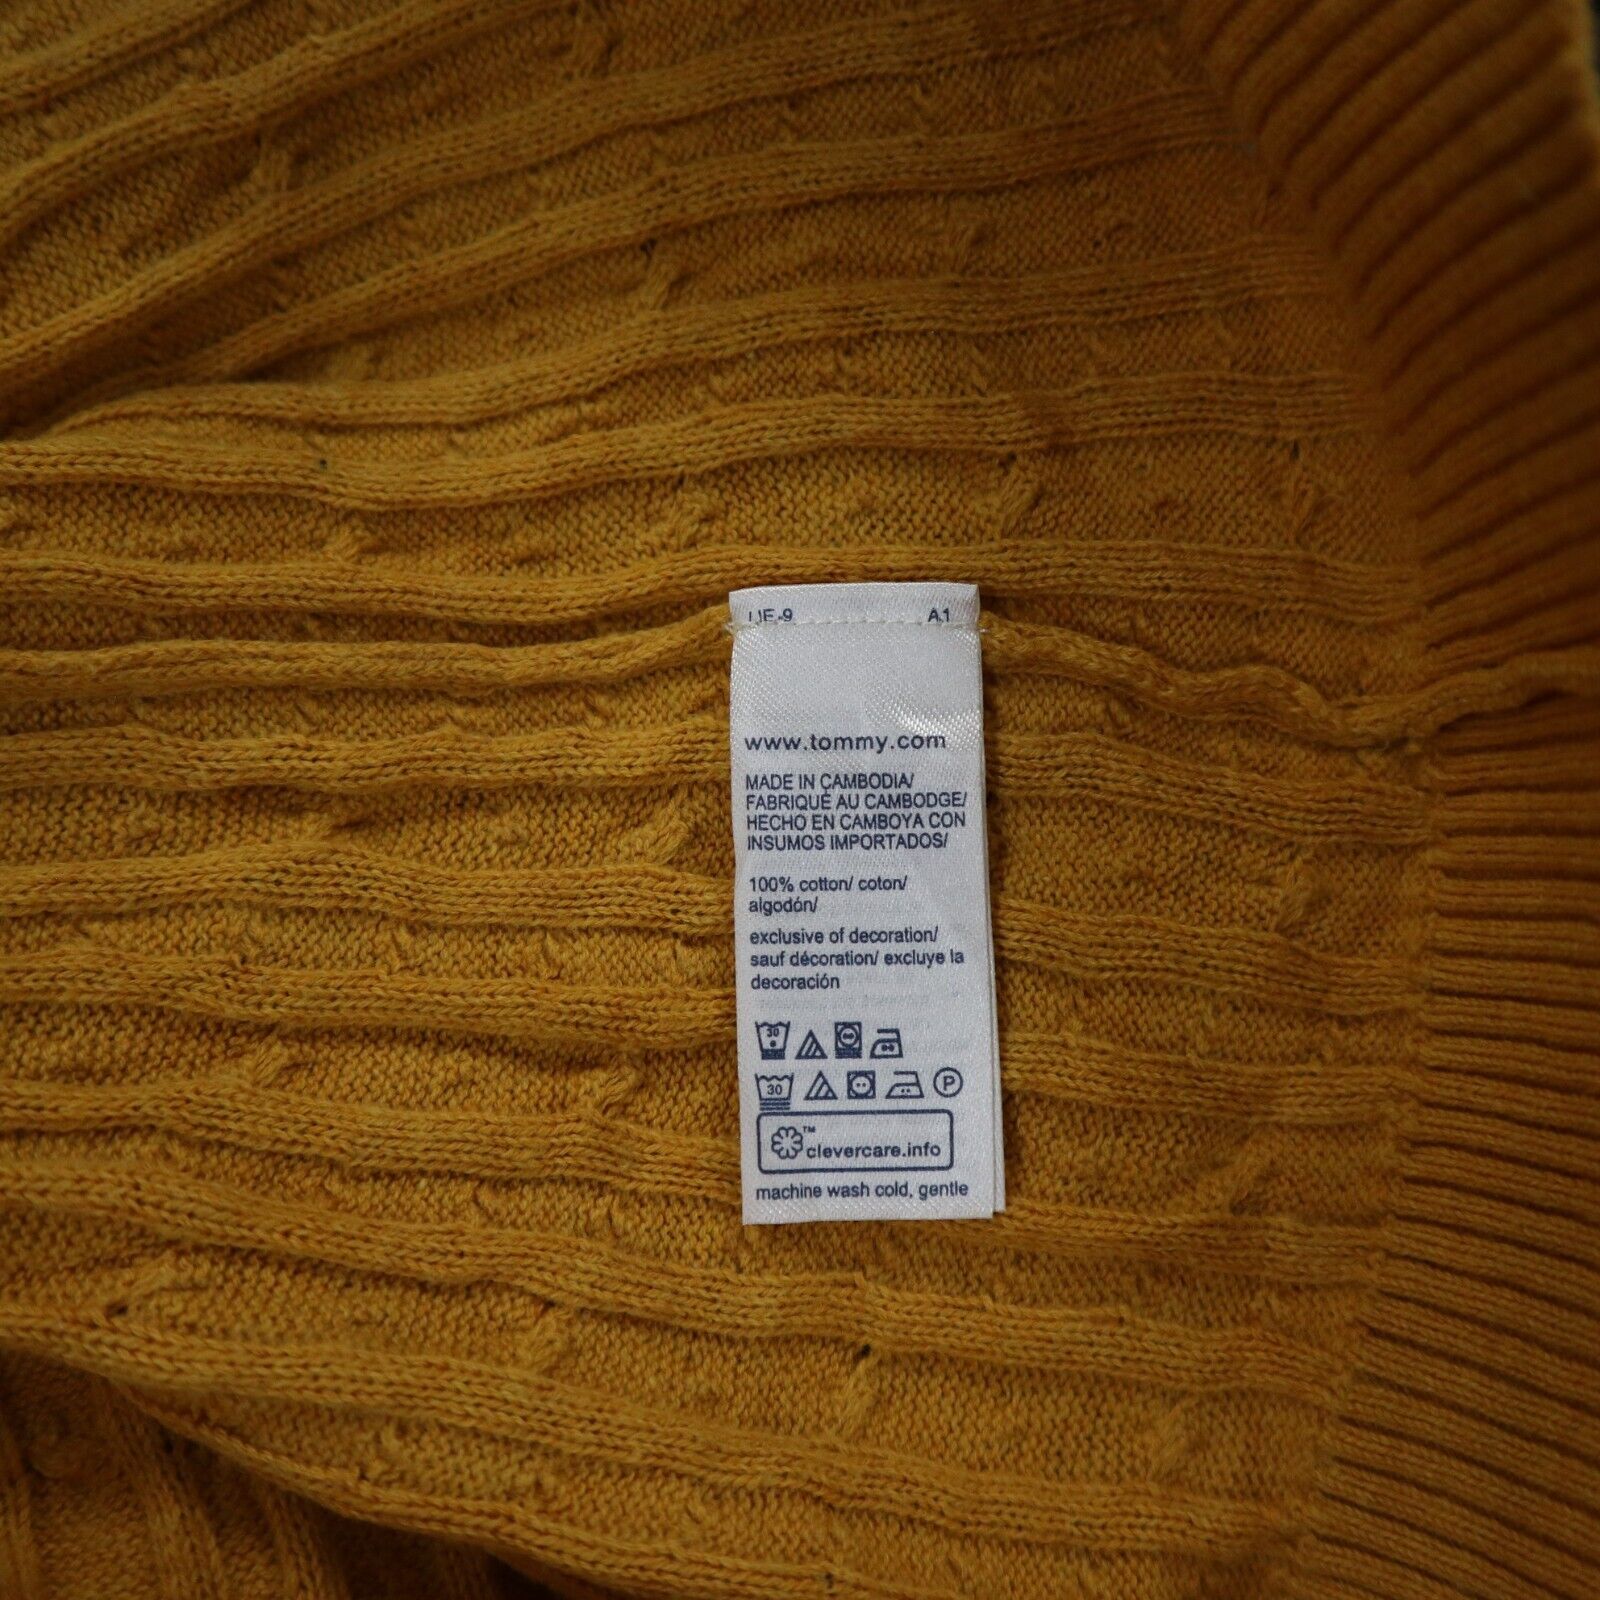 A1
www.tommy.com
MADE IN CAMBODIA/
FABRIQUÉ AU CAMBODGE/
HECHO EN CAMBOYA CON
INSUMOS IMPORTADOS/
100% cotton/ coton/
algodón/
exclusive of decoration/
sauf décoration/ excluye la
decoración
30
30 P
™ clevercare.info
machine wash cold, gentle